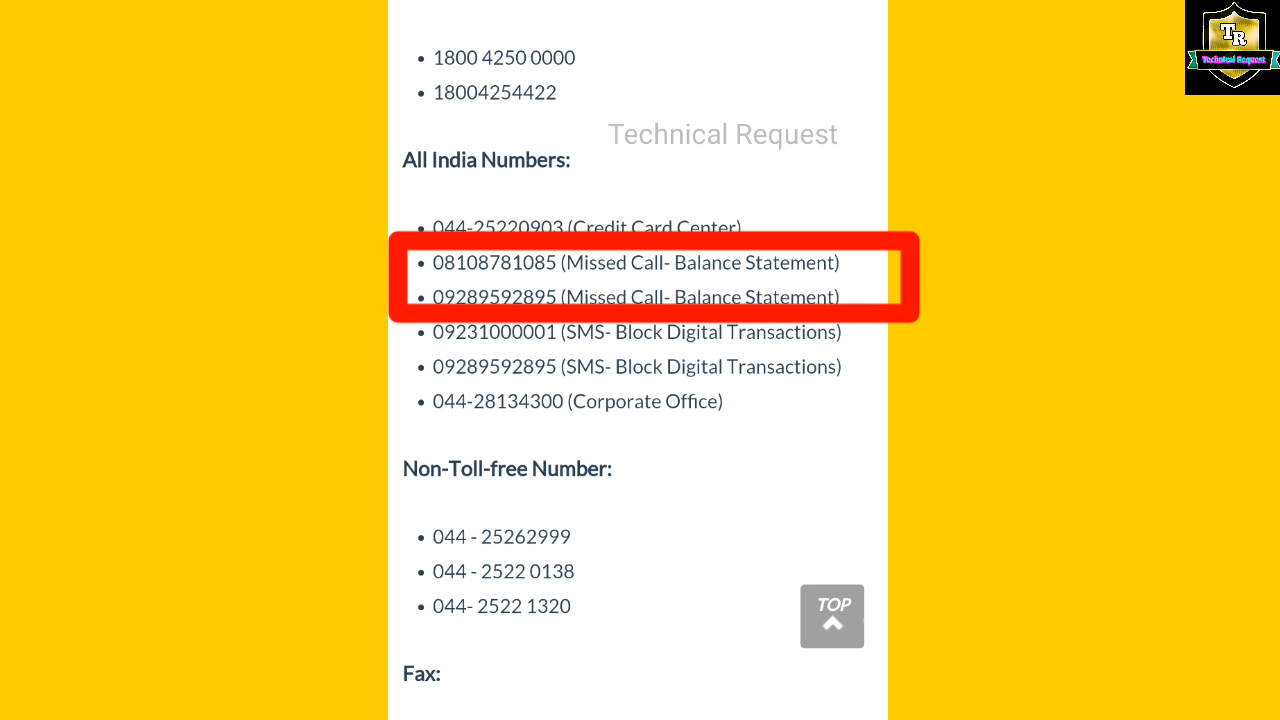 TR
Technical Request
1800 4250 0000
18004254422
Technical Request
All India Numbers:
044-25220903 (Credit Card Center)
08108781085 (Missed Call- Balance Statement)
09289592895 (Missed Call- Balance Statement)
09231000001 (SMS- Block Digital Transactions)
09289592895 (SMS- Block Digital Transactions)
044-28134300 (Corporate Office)
Non-Toll-free Number:
044 - 25262999
044 - 2522 0138
044- 2522 1320
TOP
Fax: